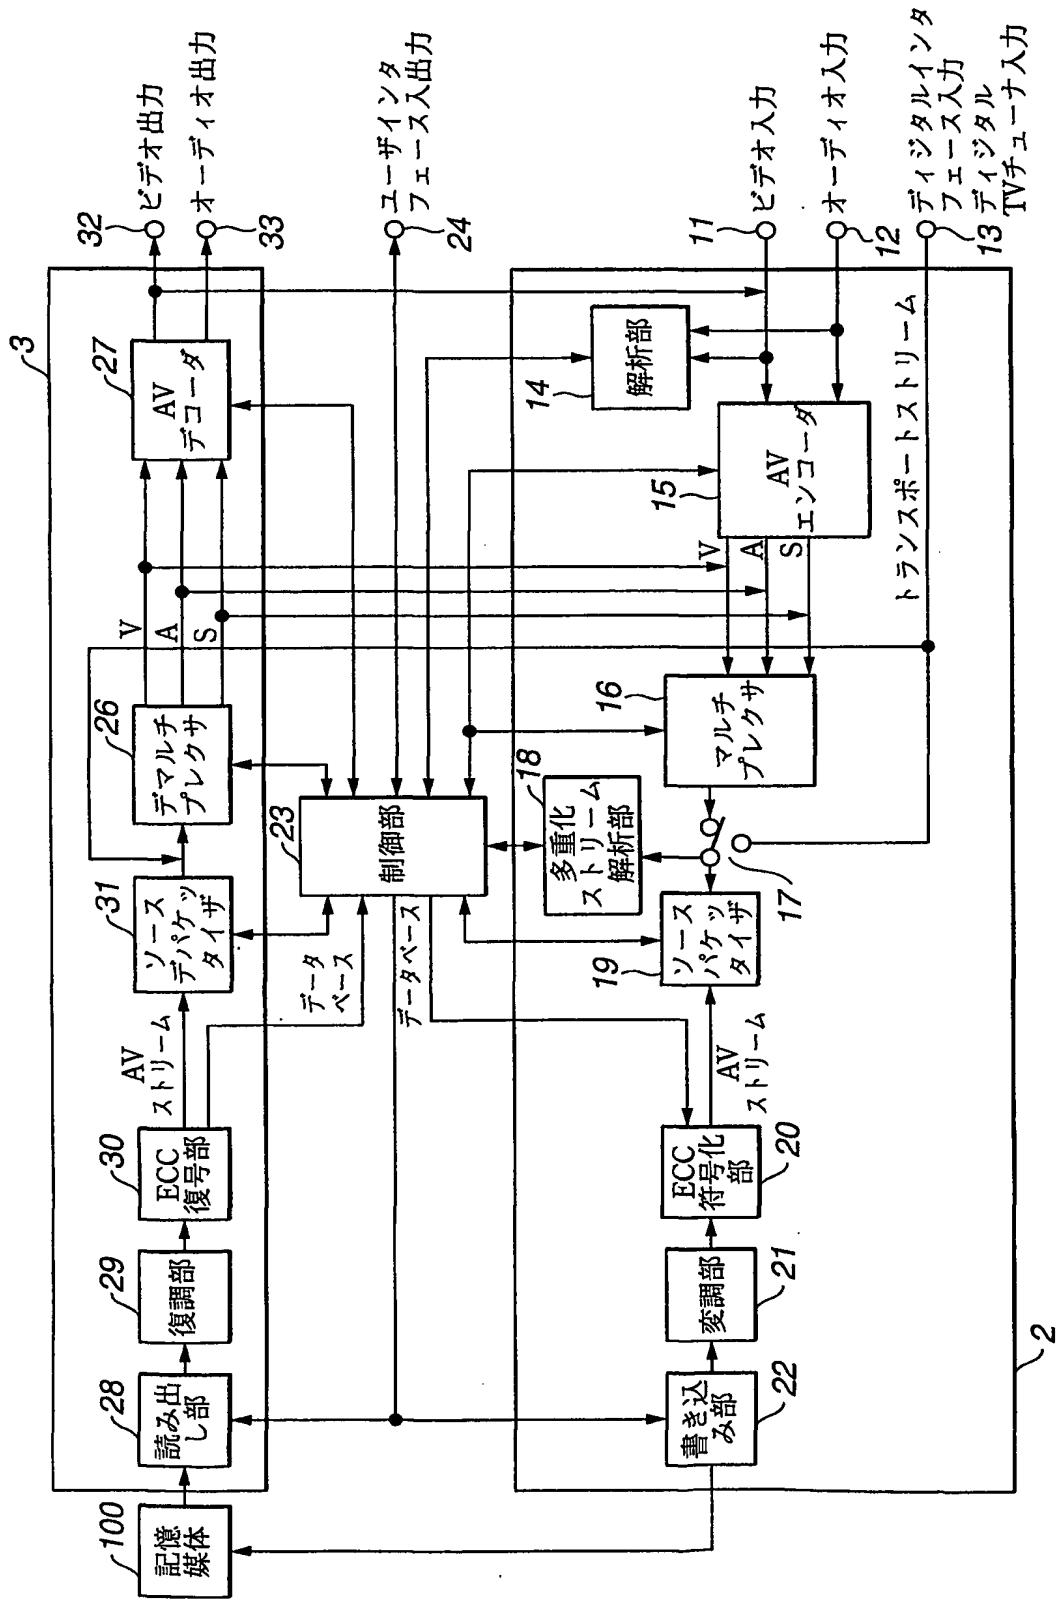 3
100
記憶
媒体
28
読み出
し部
29
復調部
30
ECC
復号部
AV
ストリーム
31
ソース
デパケッ
タイザ
26
デマルチ
プレクサ
V
A
S
27
AV
デコーダ
32
ビデオ出力
オーディオ出力
33
データ
ベース
データベース
23
制御部
ユーザインタ
フェース入出力
24
22
書き込
み部
21
変調部
20
ECC
符号化
部
AV
ストリーム
19
ソース
パケッ
タイザ
17
18
多重化
ストリーム
解析部
16
マルチ
プレクサ
V
A
S
15
AV
エンコーダ
14
解析部
11
ビデオ入力
12
オーディオ入力
トランスポートストリーム
13
ディジタルインタ
フェース入力
ディジタル
TVチューナ入力
2